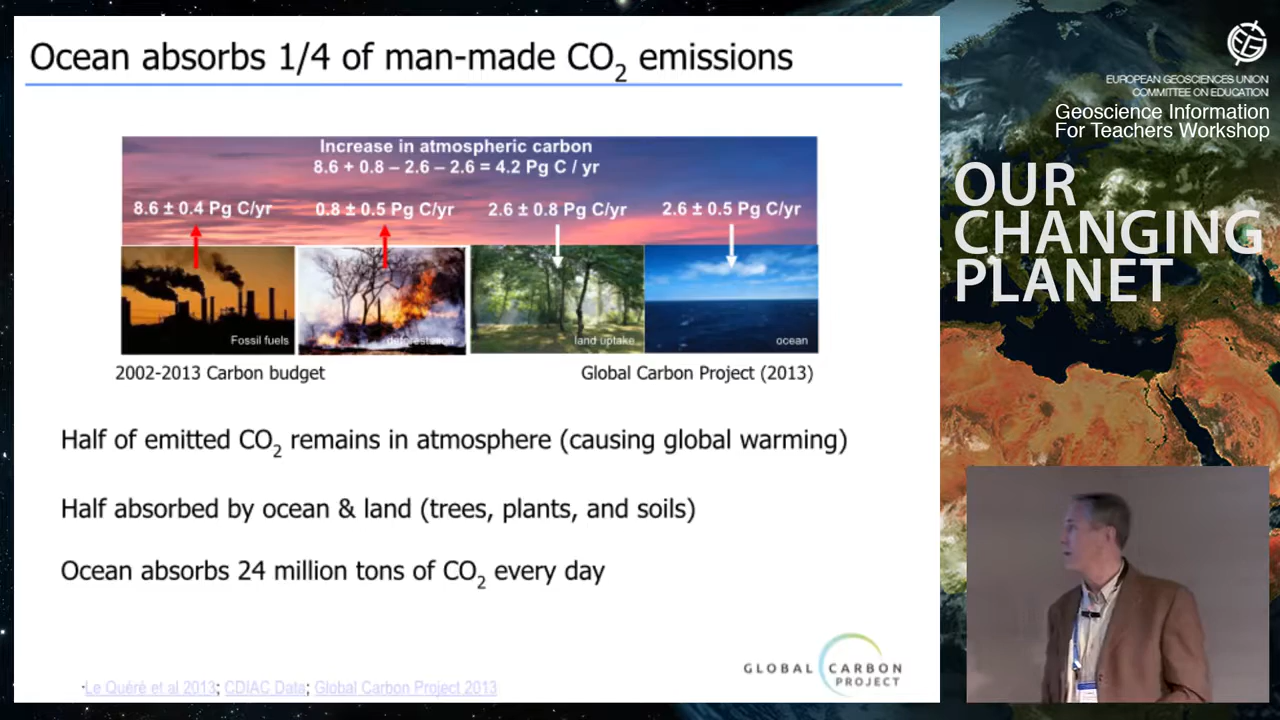 Ocean absorbs 1/4 of man-made CO₂ emissions
Increase in atmospheric carbon
8.6 + 0.8 – 2.6 – 2.6 = 4.2 Pg C / yr
8.6 ± 0.4 Pg C/yr
0.8 ± 0.5 Pg C/yr
2.6 ± 0.8 Pg C/yr
2.6 ± 0.5 Pg C/yr
Fossil fuels
deforestation
land uptake
ocean
2002-2013 Carbon budget
Global Carbon Project (2013)
Half of emitted CO₂ remains in atmosphere (causing global warming)
Half absorbed by ocean & land (trees, plants, and soils)
Ocean absorbs 24 million tons of CO₂ every day
GLOBAL CARBON
PROJECT
·Le Quéré et al 2013; CDIAC Data; Global Carbon Project 2013
EGU
EUROPEAN GEOSCIENCES UNION
COMMITTEE ON EDUCATION
Geoscience Information
For Teachers Workshop
OUR
CHANGING
PLANET